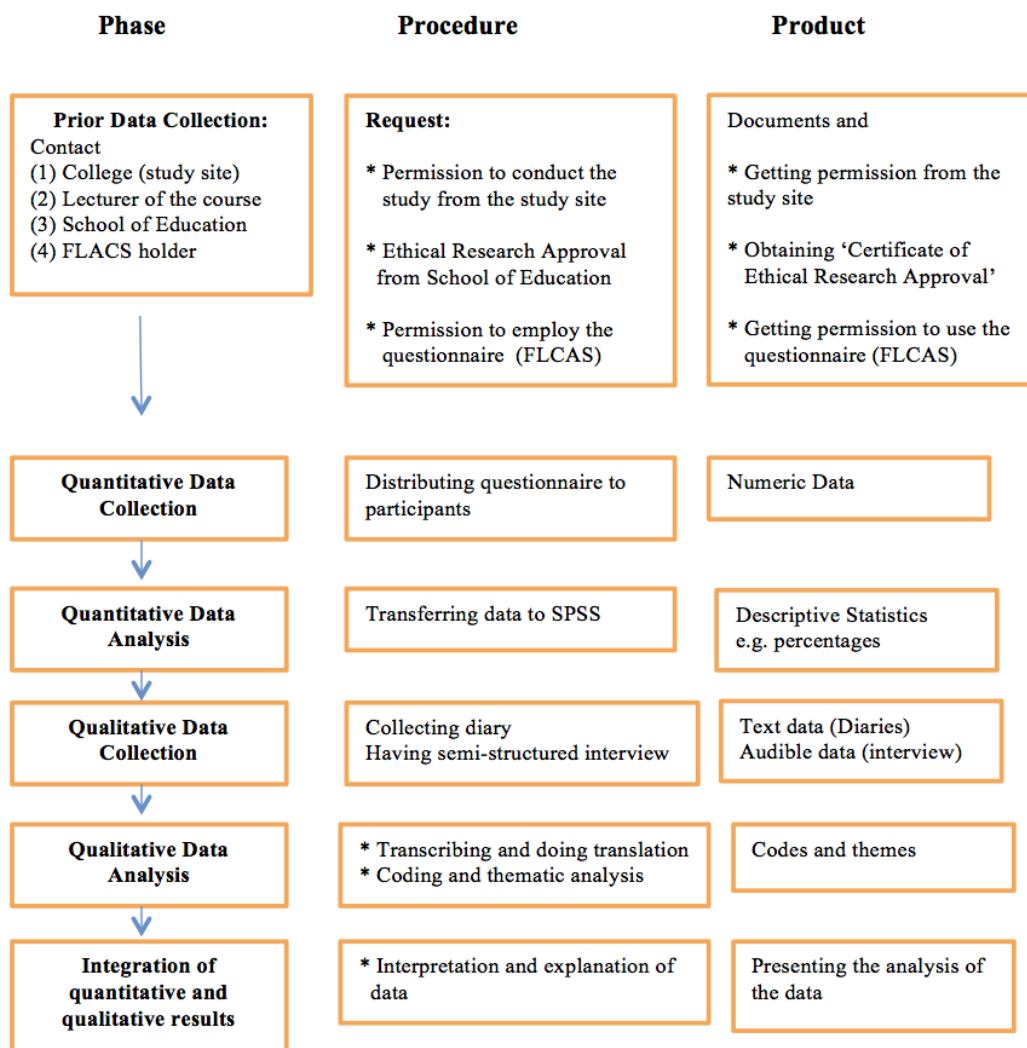 Phase
Procedure
Product
Prior Data Collection:
Contact
(1) College (study site)
(2) Lecturer of the course
(3) School of Education
(4) FLACS holder
Request:
* Permission to conduct the
study from the study site
* Ethical Research Approval
from School of Education
* Permission to employ the
questionnaire (FLCAS)
Documents and
* Getting permission from the
study site
* Obtaining ‘Certificate of
Ethical Research Approval’
* Getting permission to use the
questionnaire (FLCAS)
Quantitative Data
Collection
Distributing questionnaire to
participants
Numeric Data
Quantitative Data
Analysis
Transferring data to SPSS
Descriptive Statistics
e.g. percentages
Qualitative Data
Collection
Collecting diary
Having semi-structured interview
Text data (Diaries)
Audible data (interview)
Qualitative Data
Analysis
* Transcribing and doing translation
* Coding and thematic analysis
Codes and themes
Integration of
quantitative and
qualitative results
* Interpretation and explanation of
data
Presenting the analysis of
the data